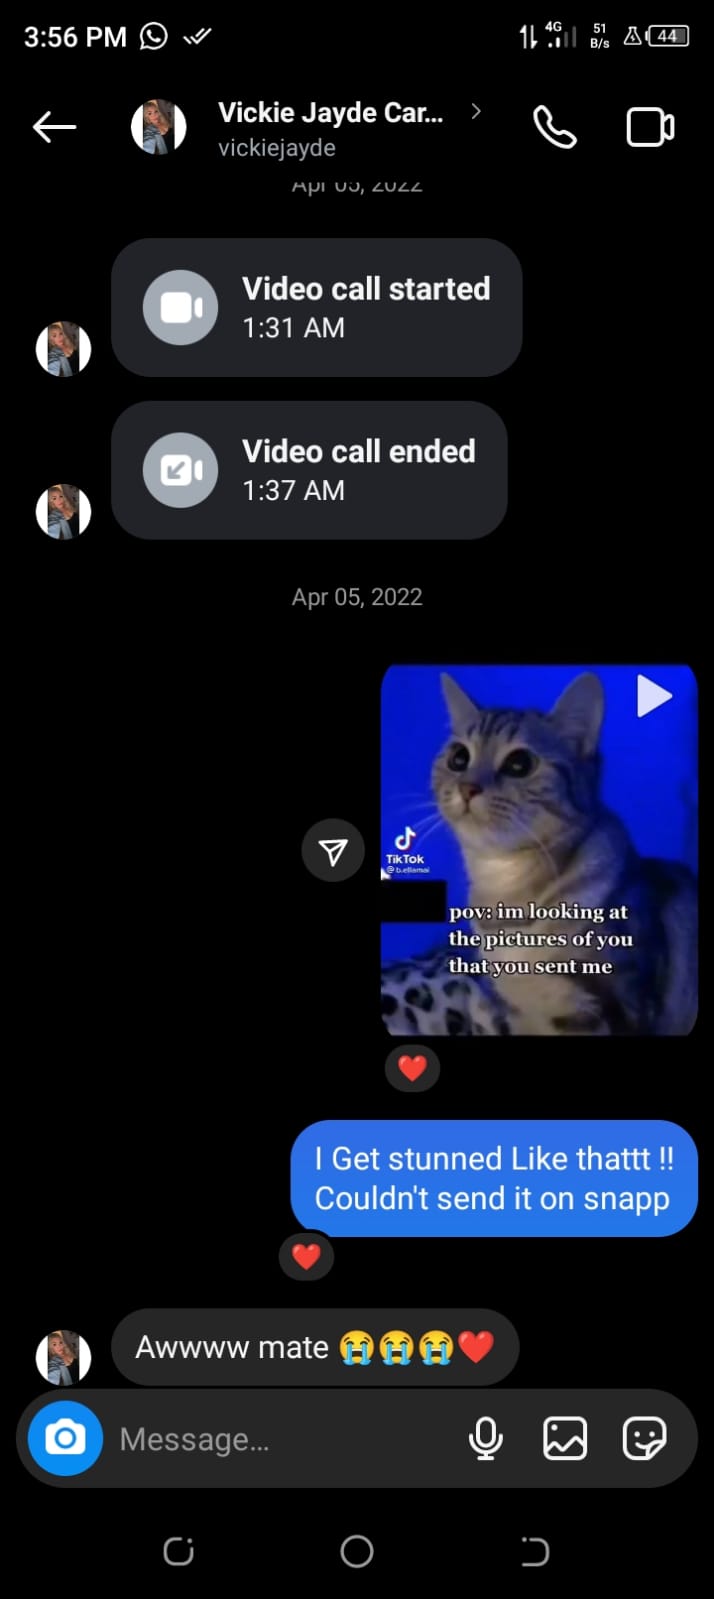 3:56 PM
4G
51
B/s
44
Vickie Jayde Car...
vickiejayde
Apr 05, 2022
Video call started
1:31 AM
Video call ended
1:37 AM
Apr 05, 2022
TikTok
@b.ellamai
pov: im looking at
the pictures of you
that you sent me
I Get stunned Like thattt !!
Couldn't send it on snapp
Awwww mate 😭😭😭❤️
Message...